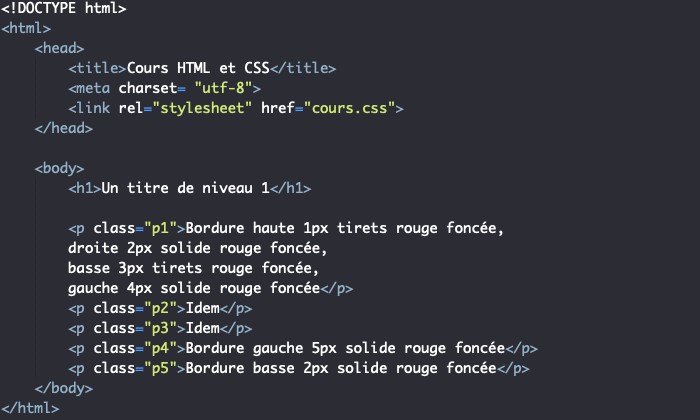 <!DOCTYPE html>
<html>
<head>
<title>Cours HTML et CSS</title>
<meta charset= "utf-8">
<link rel="stylesheet" href="cours.css">
</head>
<body>
<h1>Un titre de niveau 1</h1>
<p class="p1">Bordure haute 1px tirets rouge foncée,
droite 2px solide rouge foncée,
basse 3px tirets rouge foncée,
gauche 4px solide rouge foncée</p>
<p class="p2">Idem</p>
<p class="p3">Idem</p>
<p class="p4">Bordure gauche 5px solide rouge foncée</p>
<p class="p5">Bordure basse 2px solide rouge foncée</p>
</body>
</html>